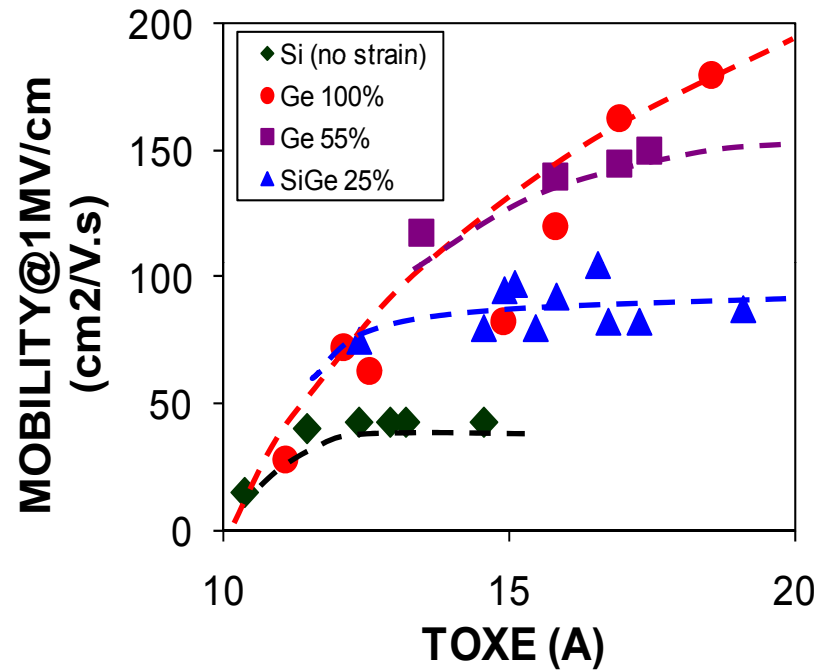 MOBILITY@1MV/cm
(cm2/V.s)
200
150
100
50
0
Si (no strain)
Ge 100%
Ge 55%
SiGe 25%
10
15
20
TOXE (A)